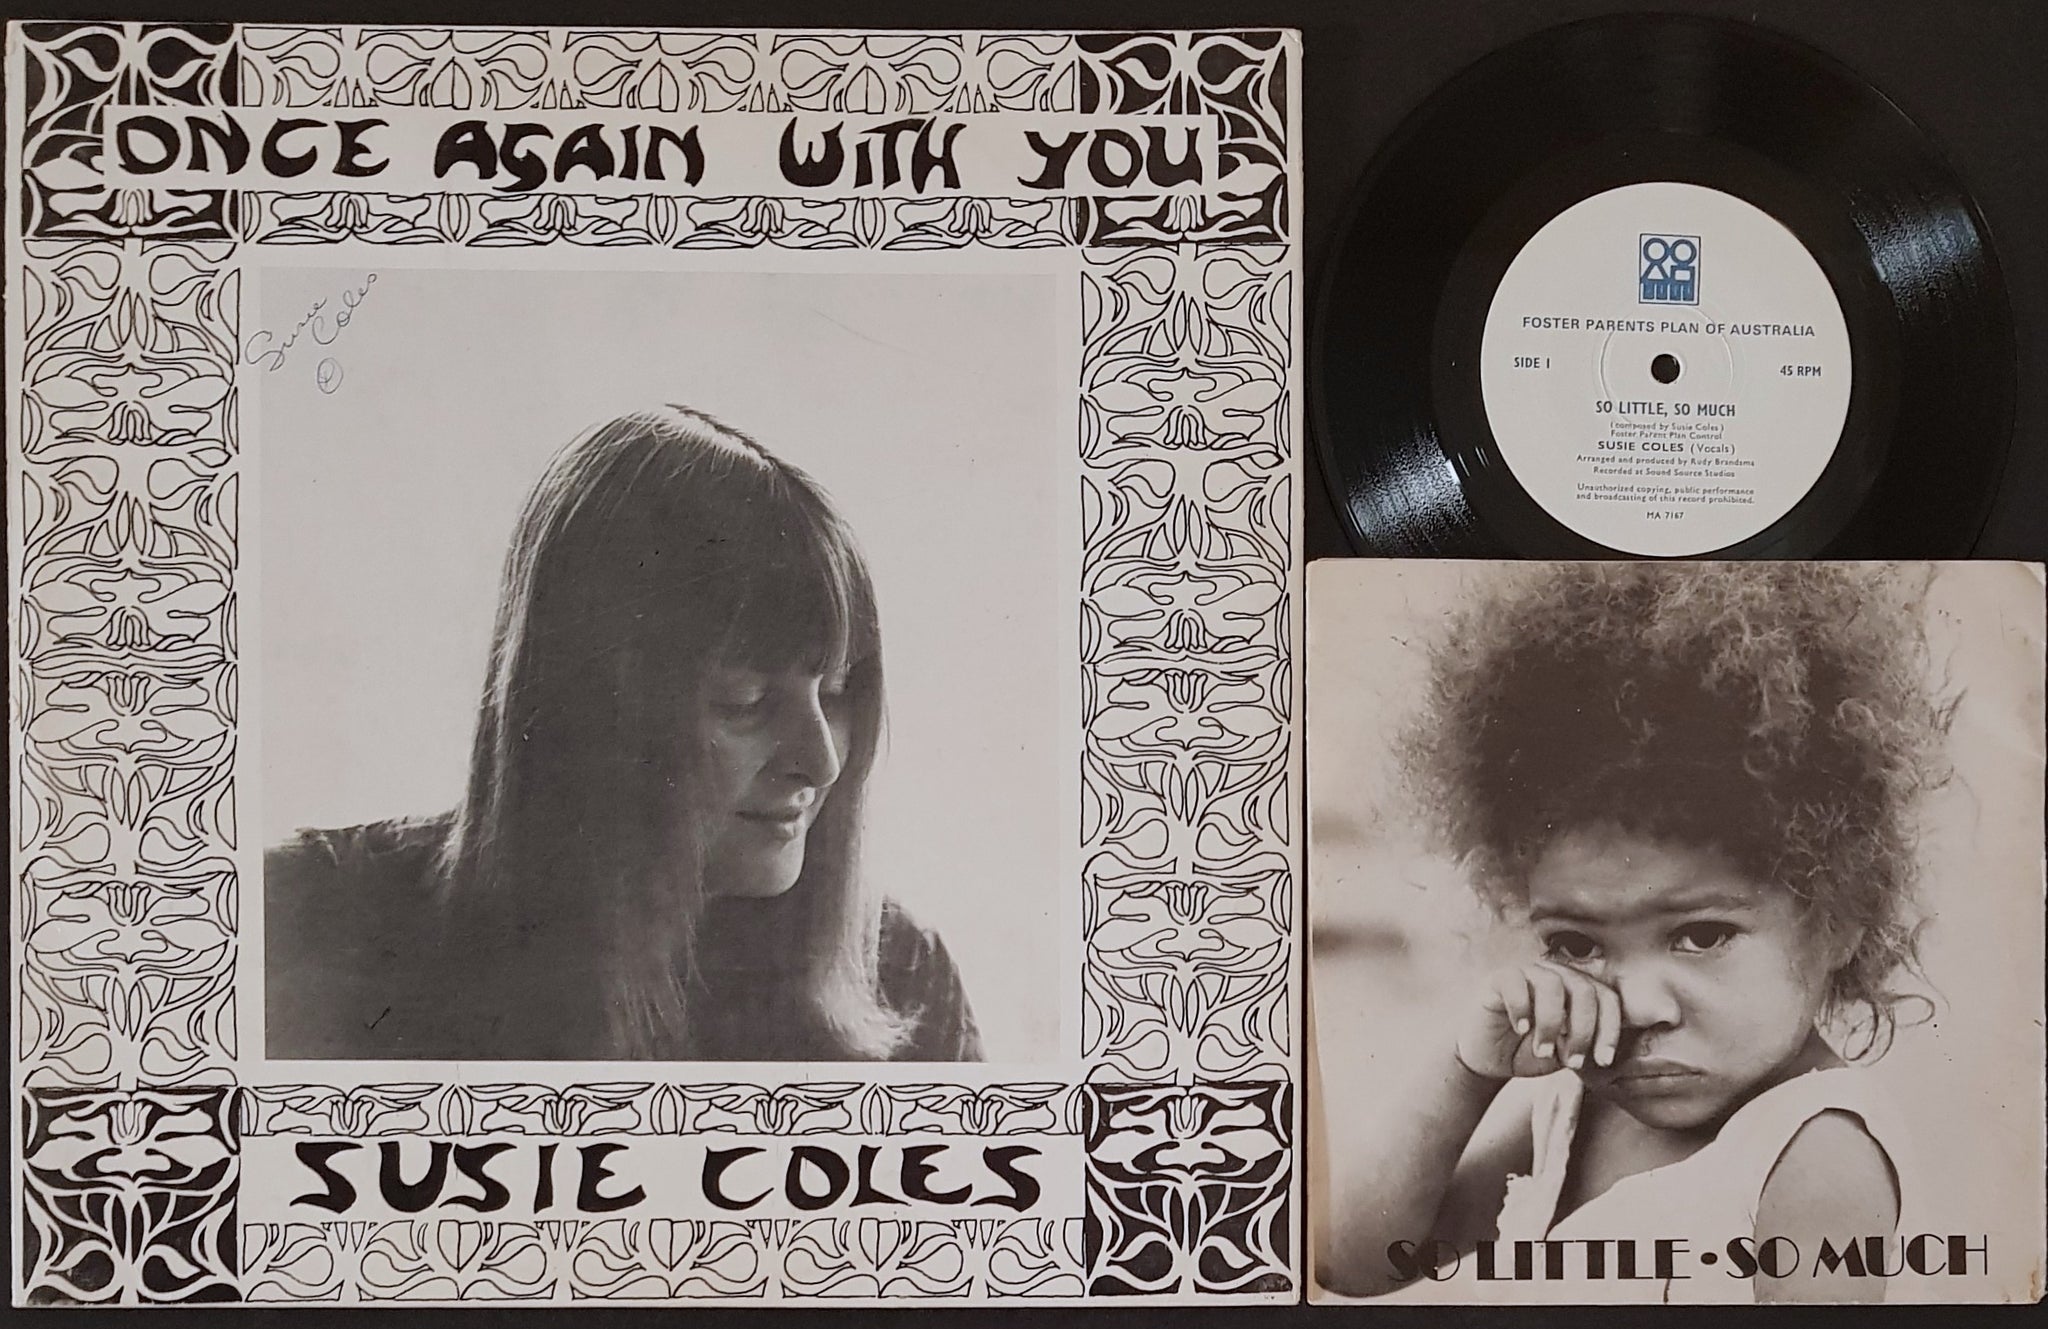 ONCE AGAIN WITH YOU
Susie
Coles
SUSIE COLES
FOSTER PARENTS PLAN OF AUSTRALIA
SIDE 1
45 RPM
SO LITTLE, SO MUCH
(composed by Susie Coles)
Foster Parent Plan Control
SUSIE COLES (Vocals)
Arranged and produced by Rudy Brandsma
Recorded at Sound Source Studios
Unauthorized copying, public performance
and broadcasting of this record prohibited.
MA 7167
SO LITTLE • SO MUCH